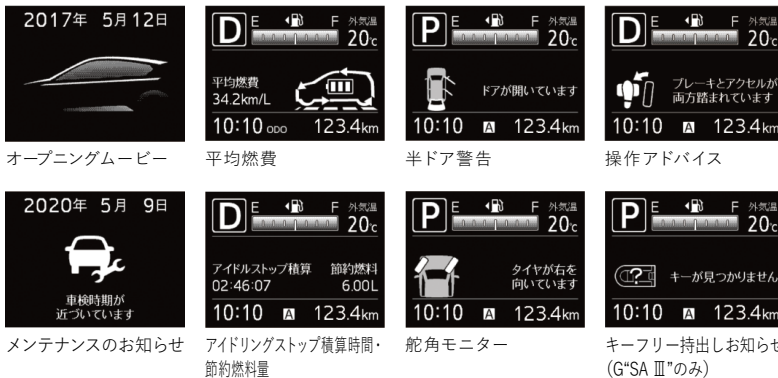 2017年 5月12日
オープニングムービー
D E F 外気温
20℃
平均燃費
34.2km/L
10:10 ODO 123.4km
平均燃費
P E F 外気温
20℃
ドアが開いています
10:10 A 123.4km
半ドア警告
D E F 外気温
20℃
ブレーキとアクセルが
両方踏まれています
10:10 A 123.4km
操作アドバイス
2020年 5月 9日
車検時期が
近づいています
メンテナンスのお知らせ
D E F 外気温
20℃
アイドルストップ積算 節約燃料
02:46:07 6.00L
10:10 A 123.4km
アイドリングストップ積算時間・
節約燃料量
P E F 外気温
20℃
タイヤが右を
向いています
10:10 A 123.4km
舵角モニター
P E F 外気温
20℃
キーが見つかりません
10:10 A 123.4km
キーフリー持出しお知らせ
(G“SA Ⅲ”のみ)